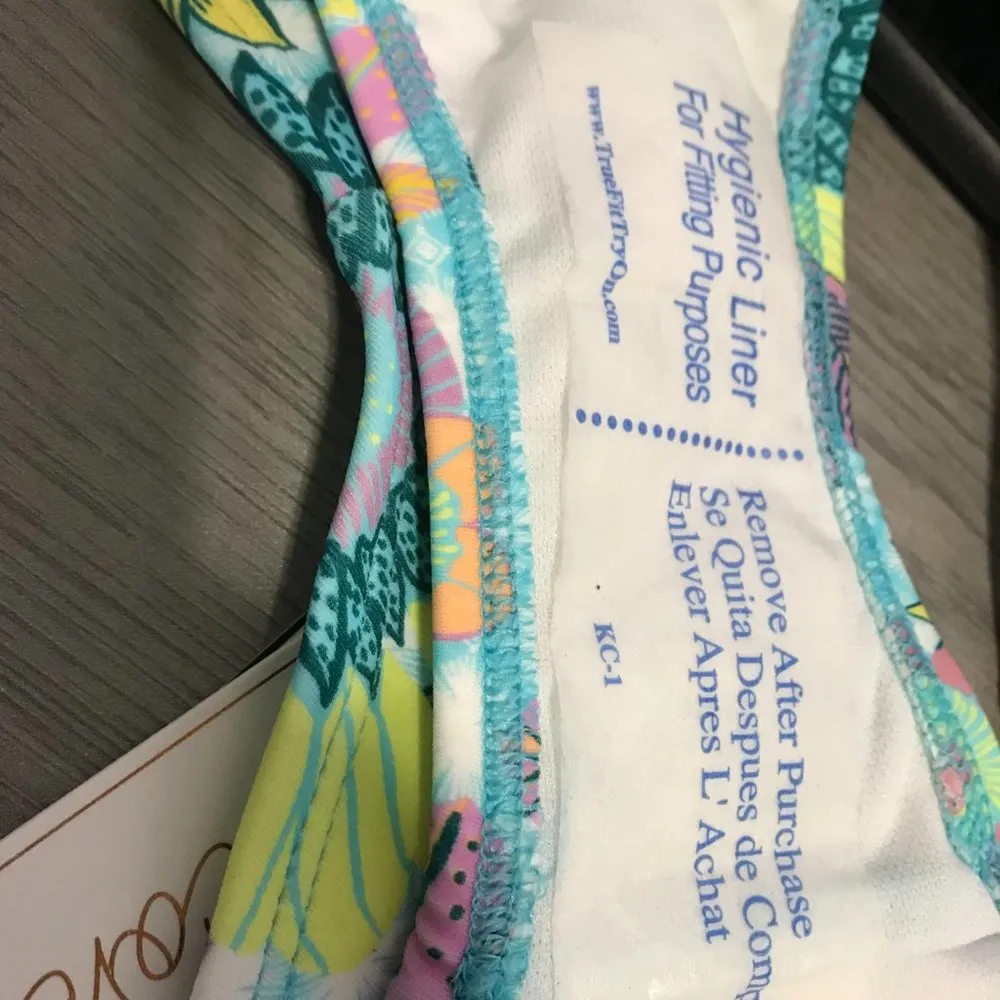 Hygienic Liner
For Fitting Purposes
www.TrueFitTryOn.com
Remove After Purchase
Se Quita Despues de Comp
Enlever Apres L' Achat
KC-1